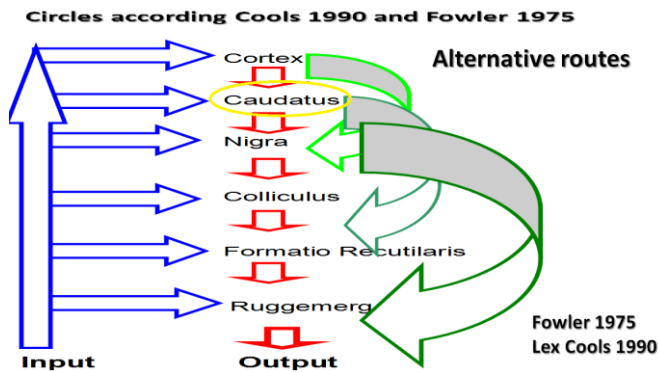 Circles according Cools 1990 and Fowler 1975
Alternative routes
Cortex
Caudatus
Nigra
Colliculus
Formatio Recutilaris
Ruggemerg
Input
Output
Fowler 1975
Lex Cools 1990